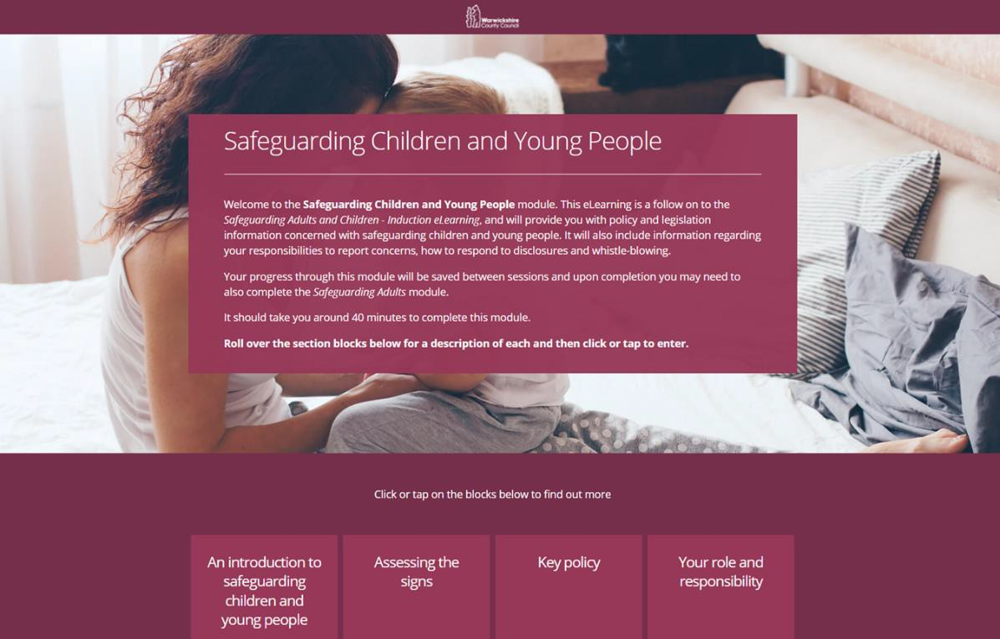 Warwickshire
County Council
Safeguarding Children and Young People
Welcome to the Safeguarding Children and Young People module. This eLearning is a follow on to the
Safeguarding Adults and Children - Induction eLearning, and will provide you with policy and legislation
information concerned with safeguarding children and young people. It will also include information regarding
your responsibilities to report concerns, how to respond to disclosures and whistle-blowing.
Your progress through this module will be saved between sessions and upon completion you may need to
also complete the Safeguarding Adults module.
It should take you around 40 minutes to complete this module.
Roll over the section blocks below for a description of each and then click or tap to enter.
Click or tap on the blocks below to find out more
An introduction to
safeguarding
children and
young people
Assessing the
signs
Key policy
Your role and
responsibility